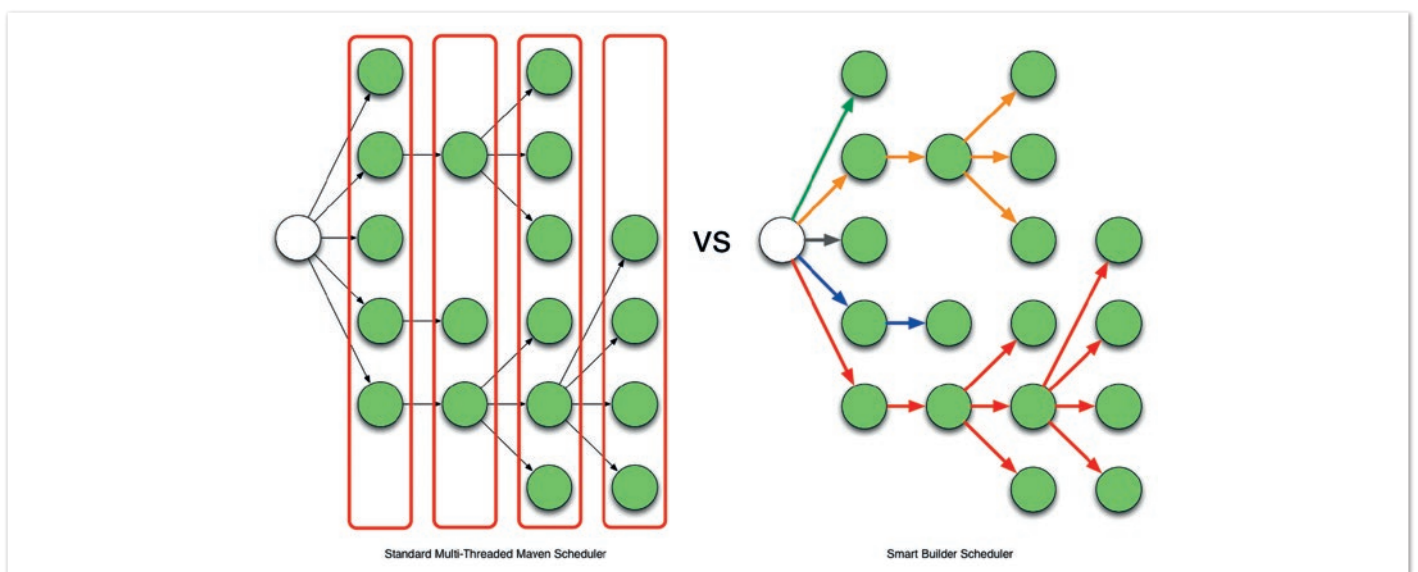 VS
Standard Multi-Threaded Maven Scheduler
Smart Builder Scheduler